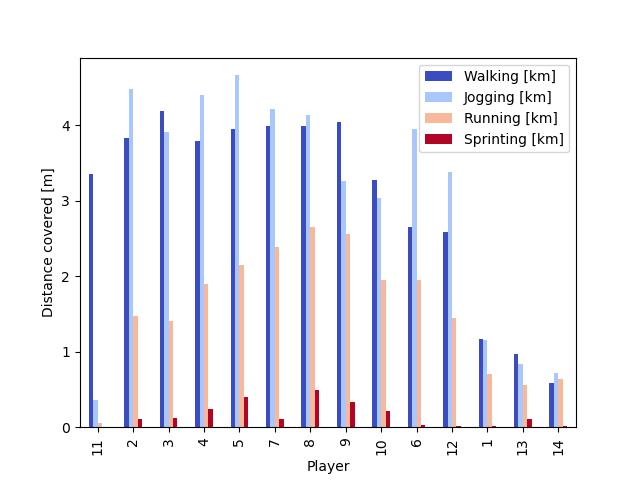 Walking [km]
Jogging [km]
Running [km]
Sprinting [km]
Distance covered [m]
4
3
2
1
0
11 2 3 4 5 7 8 9 10 6 12 1 13 14
Player